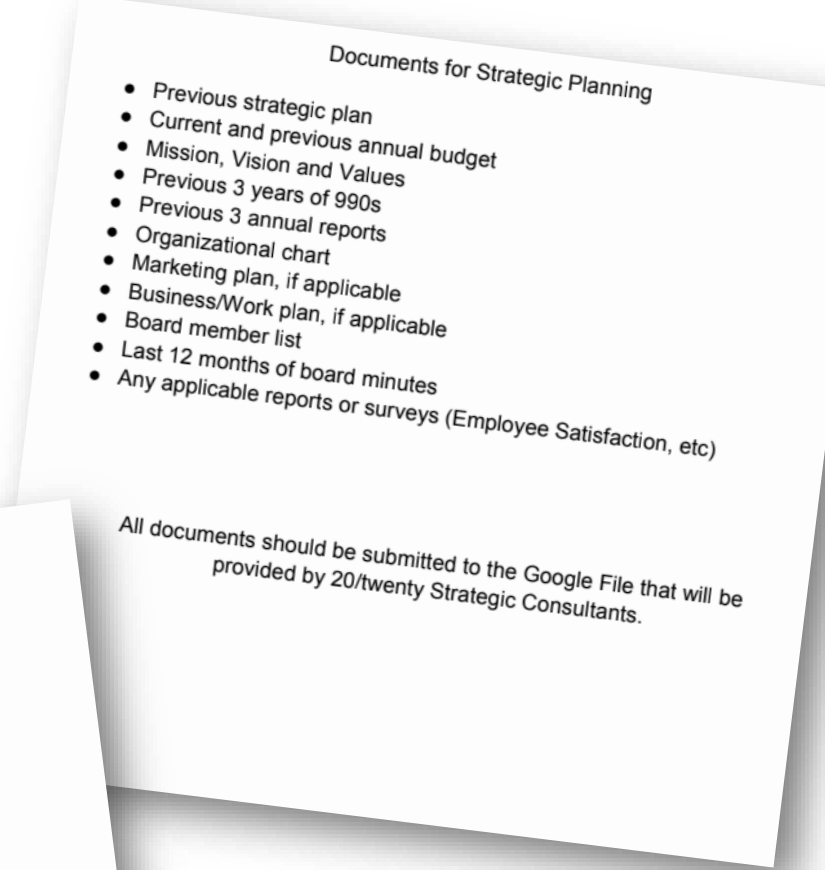 Documents for Strategic Planning
● Previous strategic plan
● Current and previous annual budget
● Mission, Vision and Values
● Previous 3 years of 990s
● Previous 3 annual reports
● Organizational chart
● Marketing plan, if applicable
● Business/Work plan, if applicable
● Board member list
● Last 12 months of board minutes
● Any applicable reports or surveys (Employee Satisfaction, etc)
All documents should be submitted to the Google File that will be
provided by 20/twenty Strategic Consultants.